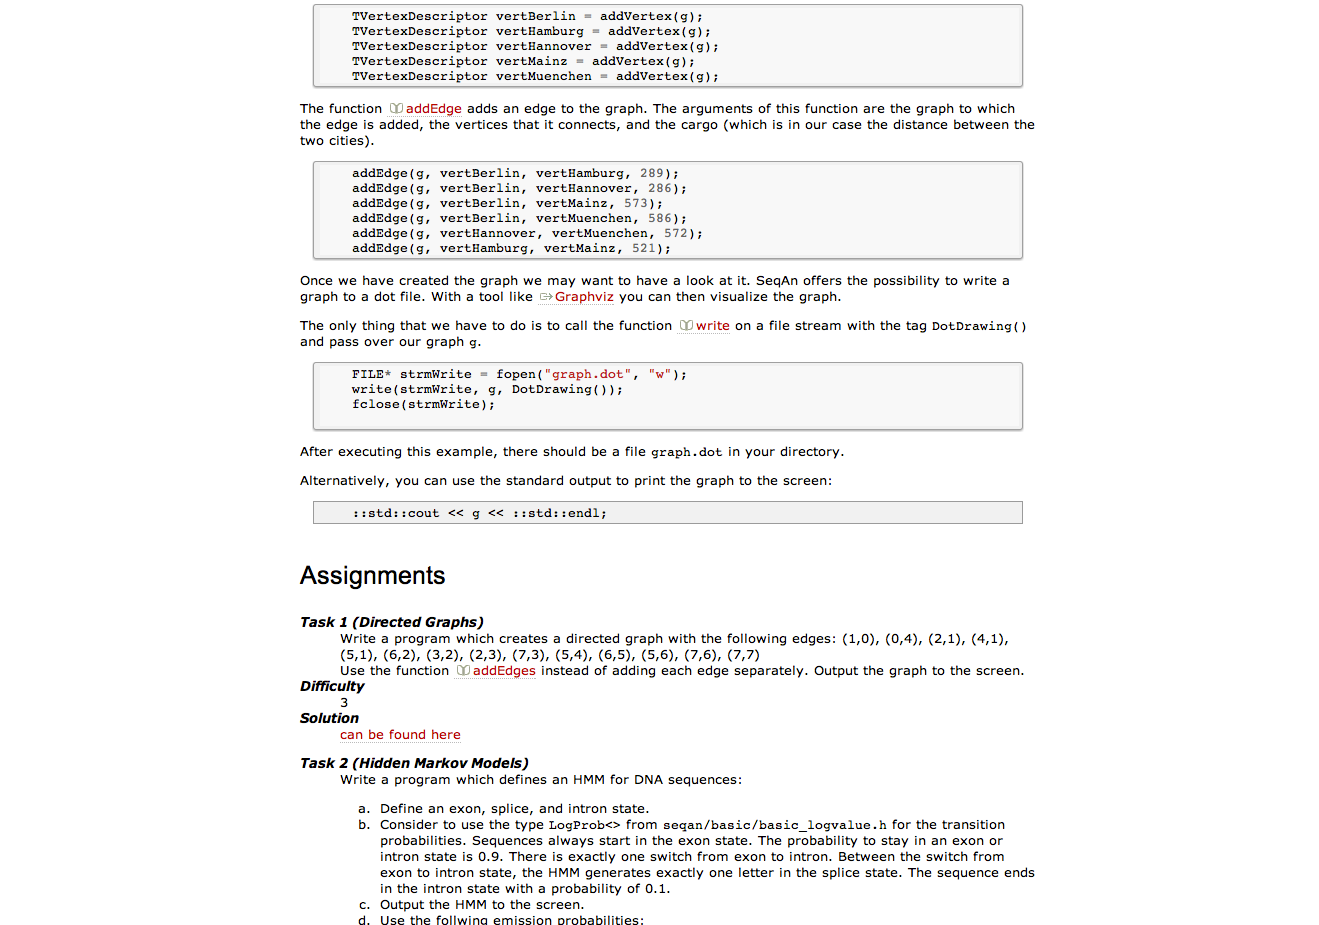 TVertexDescriptor vertBerlin = addVertex(g);
TVertexDescriptor vertHamburg = addVertex(g);
TVertexDescriptor vertHannover = addVertex(g);
TVertexDescriptor vertMainz = addVertex(g);
TVertexDescriptor vertMuenchen = addVertex(g);
The function addEdge adds an edge to the graph. The arguments of this function are the graph to which
the edge is added, the vertices that it connects, and the cargo (which is in our case the distance between the
two cities).
addEdge(g, vertBerlin, vertHamburg, 289);
addEdge(g, vertBerlin, vertHannover, 286);
addEdge(g, vertBerlin, vertMainz, 573);
addEdge(g, vertBerlin, vertMuenchen, 586);
addEdge(g, vertHannover, vertMuenchen, 572);
addEdge(g, vertHamburg, vertMainz, 521);
Once we have created the graph we may want to have a look at it. SeqAn offers the possibility to write a
graph to a dot file. With a tool like Graphviz you can then visualize the graph.
The only thing that we have to do is to call the function write on a file stream with the tag DotDrawing()
and pass over our graph g.
FILE* strmWrite = fopen("graph.dot", "w");
write(strmWrite, g, DotDrawing());
fclose(strmWrite);
After executing this example, there should be a file graph.dot in your directory.
Alternatively, you can use the standard output to print the graph to the screen:
::std::cout << g << ::std::endl;
Assignments
Task 1 (Directed Graphs)
Write a program which creates a directed graph with the following edges: (1,0), (0,4), (2,1), (4,1),
(5,1), (6,2), (3,2), (2,3), (7,3), (5,4), (6,5), (5,6), (7,6), (7,7)
Use the function addEdges instead of adding each edge separately. Output the graph to the screen.
Difficulty
3
Solution
can be found here
Task 2 (Hidden Markov Models)
Write a program which defines an HMM for DNA sequences:
a. Define an exon, splice, and intron state.
b. Consider to use the type LogProb<> from seqan/basic/basic_logvalue.h for the transition
probabilities. Sequences always start in the exon state. The probability to stay in an exon or
intron state is 0.9. There is exactly one switch from exon to intron. Between the switch from
exon to intron state, the HMM generates exactly one letter in the splice state. The sequence ends
in the intron state with a probability of 0.1.
c. Output the HMM to the screen.
d. Use the follwing emission probabilities: